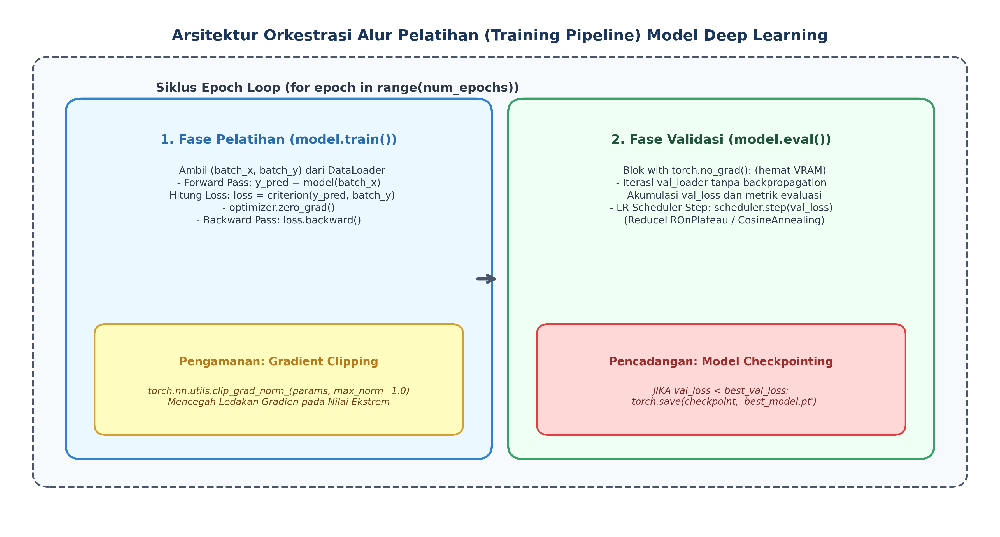 Arsitektur Orkestrasi Alur Pelatihan (Training Pipeline) Model Deep Learning
Siklus Epoch Loop (for epoch in range(num_epochs))
1. Fase Pelatihan (model.train())
- Ambil (batch_x, batch_y) dari DataLoader
- Forward Pass: y_pred = model(batch_x)
- Hitung Loss: loss = criterion(y_pred, batch_y)
- optimizer.zero_grad()
- Backward Pass: loss.backward()
Pengamanan: Gradient Clipping
torch.nn.utils.clip_grad_norm_(params, max_norm=1.0)
Mencegah Ledakan Gradien pada Nilai Ekstrem
2. Fase Validasi (model.eval())
- Blok with torch.no_grad(): (hemat VRAM)
- Iterasi val_loader tanpa backpropagation
- Akumulasi val_loss dan metrik evaluasi
- LR Scheduler Step: scheduler.step(val_loss)
(ReduceLROnPlateau / CosineAnnealing)
Pencadangan: Model Checkpointing
JIKA val_loss < best_val_loss:
torch.save(checkpoint, 'best_model.pt')